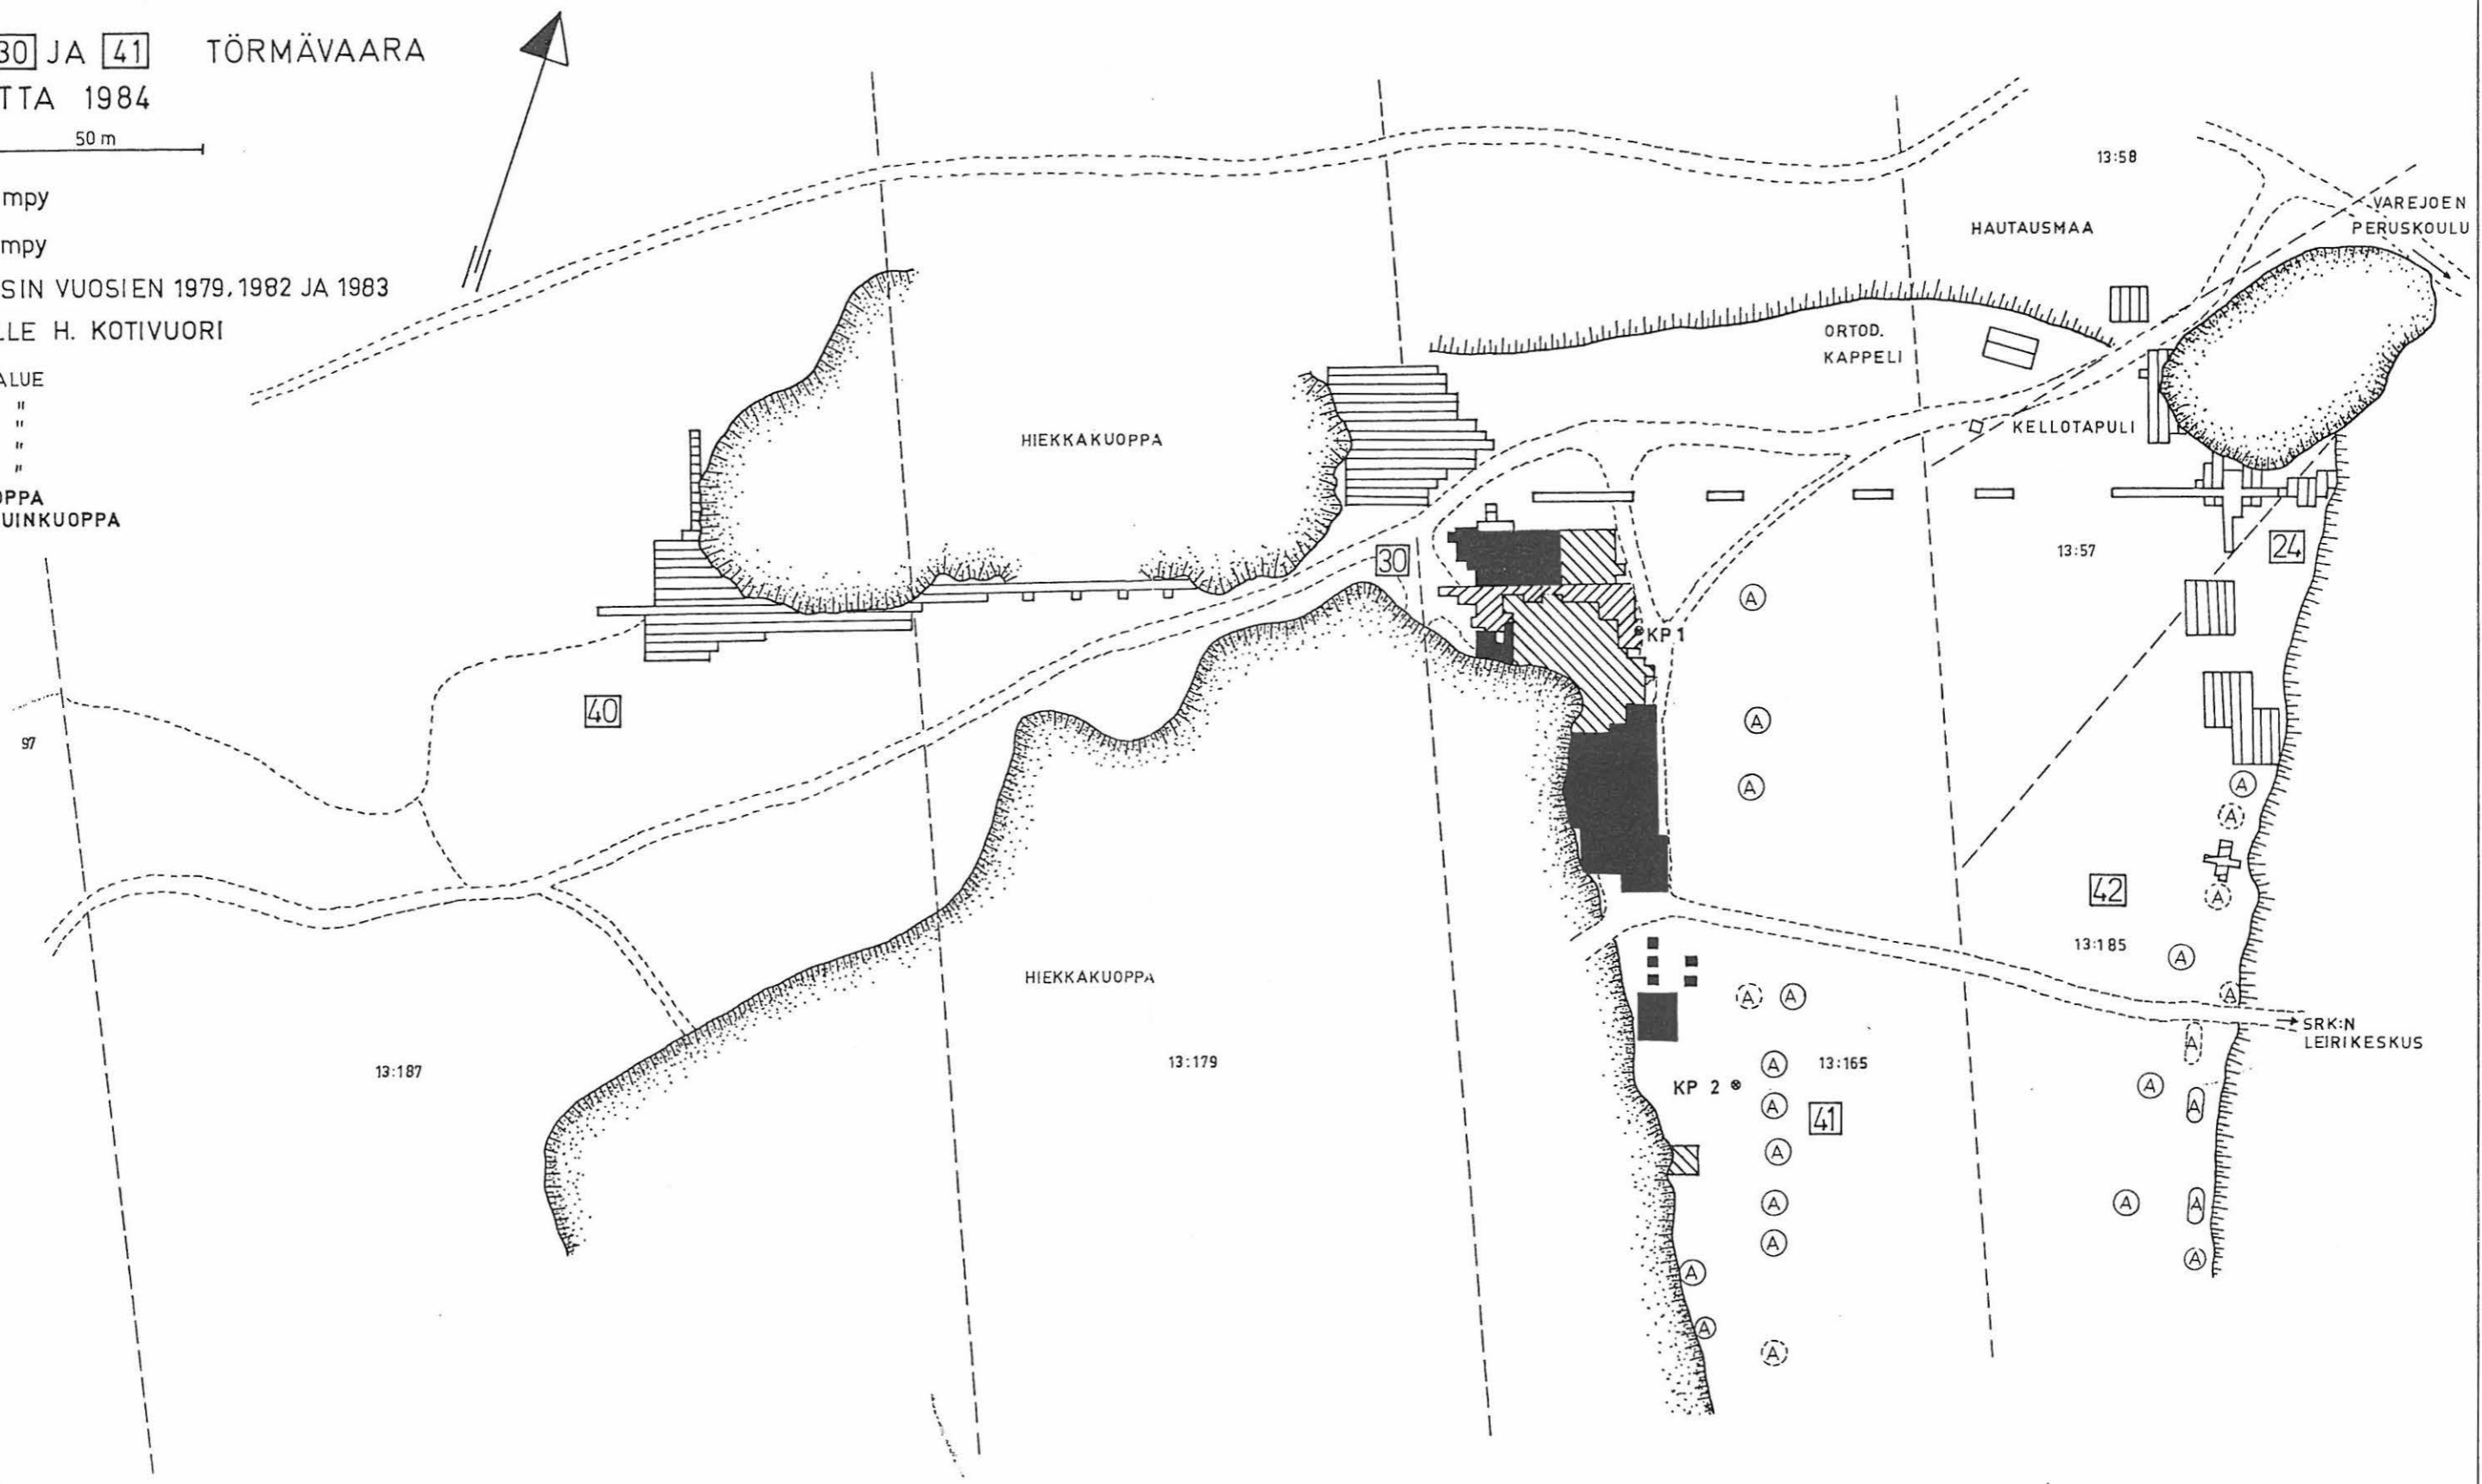 30 JA 41 TÖRMÄVAARA
TTA 1984
50 m
mpy
mpy
SIN VUOSIEN 1979, 1982 JA 1983
LLE H. KOTIVUORI
ALUE
"
"
"
"
OPPA
UINKUOPPA
97
40
13:187
HIEKKAKUOPPA
HIEKKAKUOPPA
13:179
30
KP 1
13:58
HAUTAUSMAA
VAREJOEN
PERUSKOULU
ORTOD.
KAPPELI
KELLOTAPULI
13:57
24
A
A
A
A
A
A
A
42
13:185
A
A
SRK:N
LEIRIKESKUS
A
A
A
A
A
A
A
A
A
13:165
KP 2
A
41
A
A
A
A
A
A